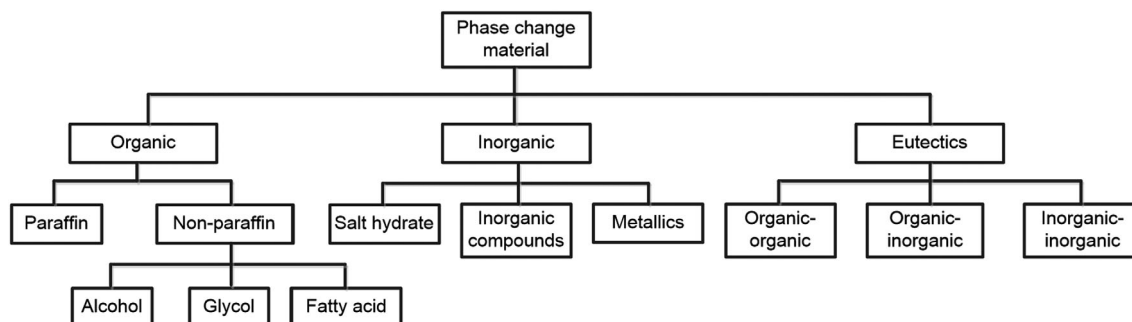 Phase change
material
Organic
Inorganic
Eutectics
Paraffin
Non-paraffin
Salt hydrate
Inorganic
compounds
Metallics
Organic-
organic
Organic-
inorganic
Inorganic-
inorganic
Alcohol
Glycol
Fatty acid